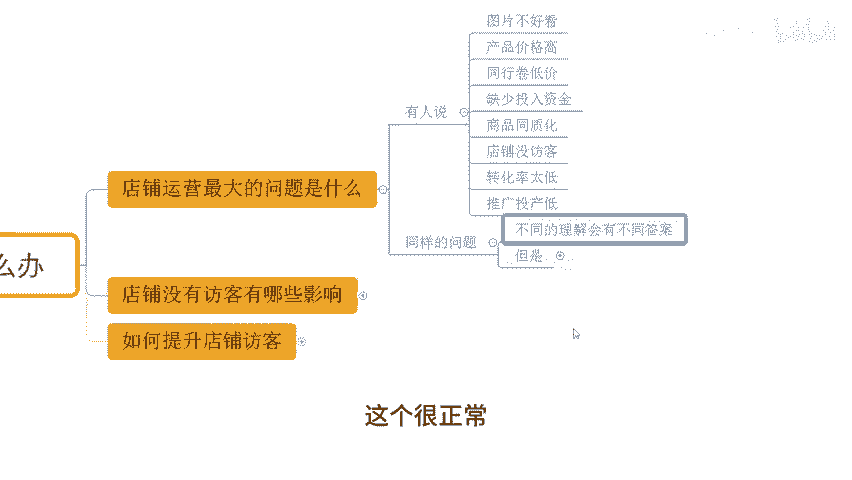 图片不好看
产品价格高
同行卷低价
有人说
缺少投入资金
商品同质化
店铺没访客
店铺运营最大的问题是什么
转化率太低
推广投产低
同样的问题
不同的理解会有不同答案
但是
么办
店铺没有访客有哪些影响
如何提升店铺访客
这个很正常